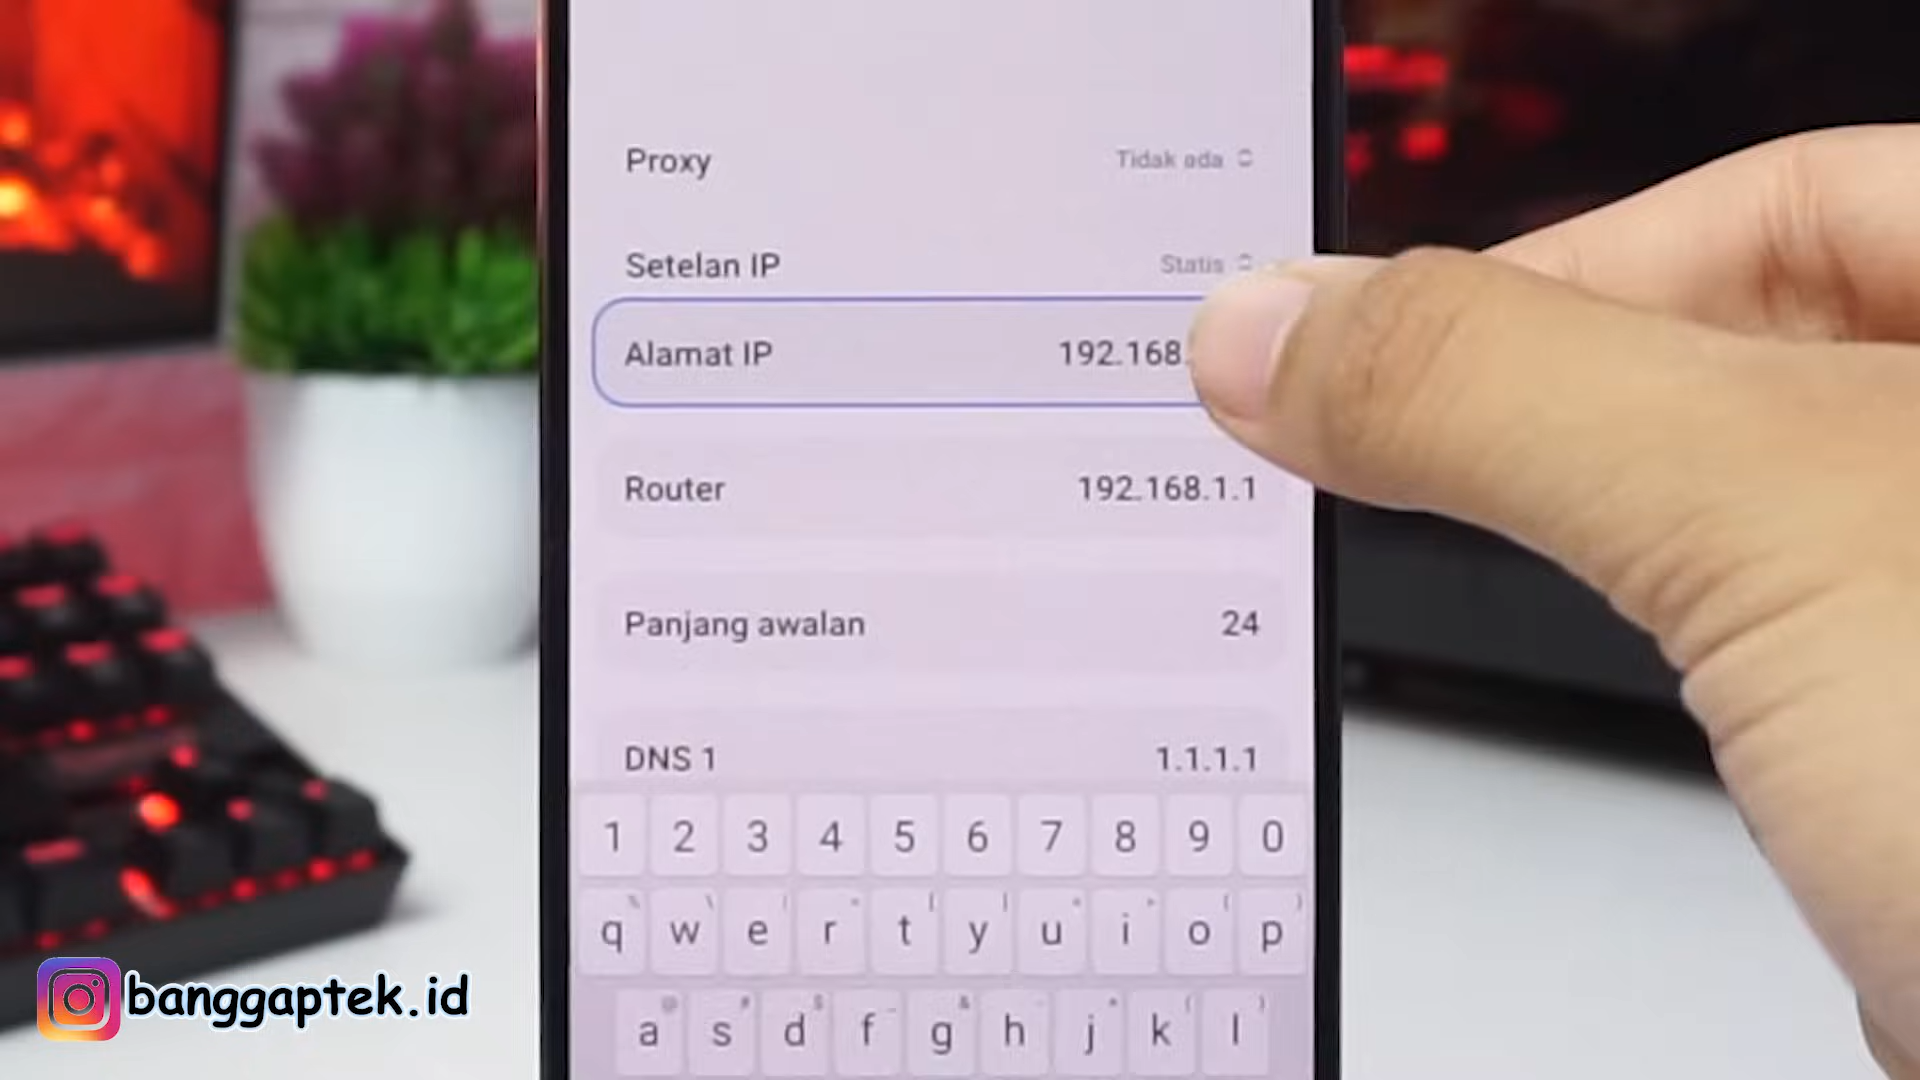 Proxy Tidak ada
Setelan IP Statis
Alamat IP 192.168.
Router 192.168.1.1
Panjang awalan 24
DNS 1 1.1.1.1
1 2 3 4 5 6 7 8 9 0
q w e r t y u i o p
a s d f g h j k l
banggaptek.id